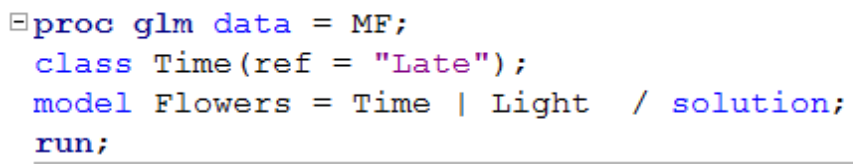 proc glm data = MF;
class Time(ref = "Late");
model Flowers = Time | Light / solution;
run;